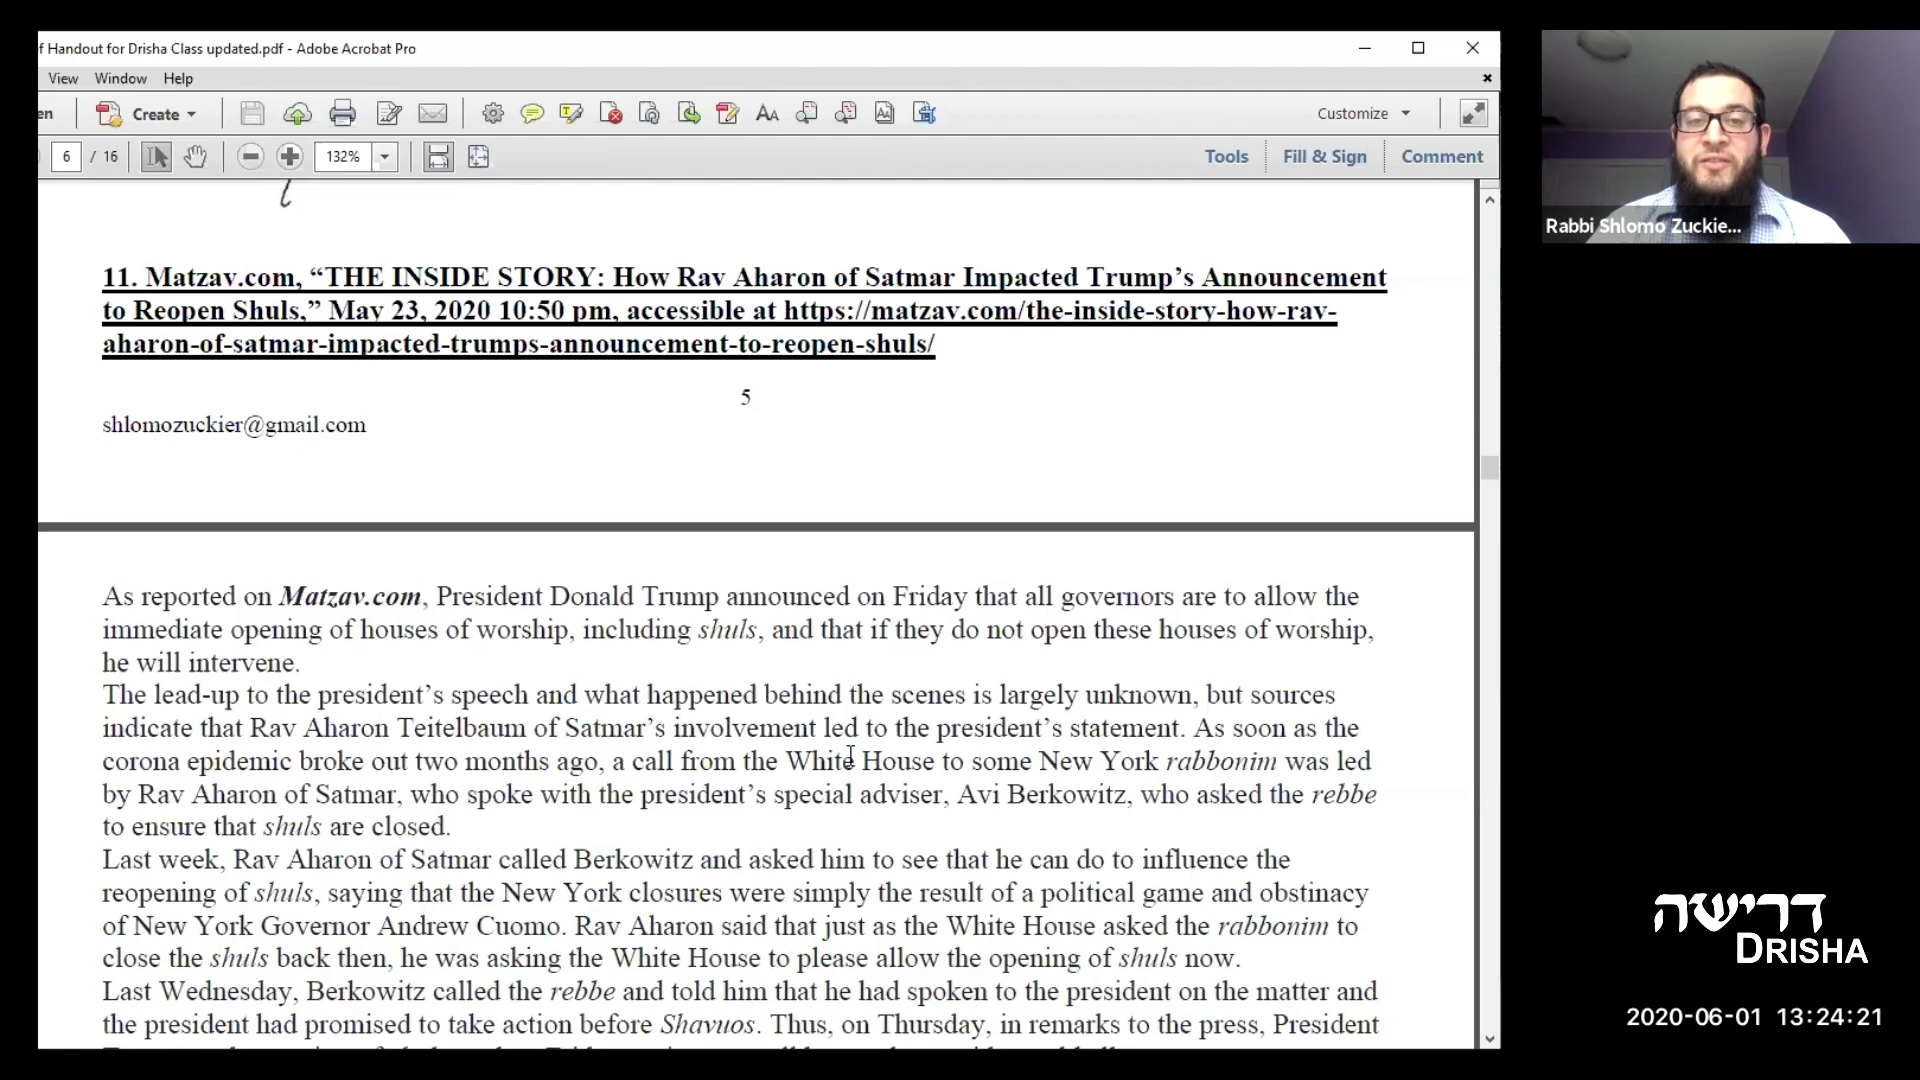 f Handout for Drisha Class updated.pdf - Adobe Acrobat Pro
View Window Help
en Create Customize
6 / 16 132% Tools Fill & Sign Comment
11. Matzav.com, “THE INSIDE STORY: How Rav Aharon of Satmar Impacted Trump’s Announcement
to Reopen Shuls,” May 23, 2020 10:50 pm, accessible at https://matzav.com/the-inside-story-how-rav-
aharon-of-satmar-impacted-trumps-announcement-to-reopen-shuls/
5
shlomozuckier@gmail.com
As reported on Matzav.com, President Donald Trump announced on Friday that all governors are to allow the
immediate opening of houses of worship, including shuls, and that if they do not open these houses of worship,
he will intervene.
The lead-up to the president’s speech and what happened behind the scenes is largely unknown, but sources
indicate that Rav Aharon Teitelbaum of Satmar’s involvement led to the president’s statement. As soon as the
corona epidemic broke out two months ago, a call from the White House to some New York rabbonim was led
by Rav Aharon of Satmar, who spoke with the president’s special adviser, Avi Berkowitz, who asked the rebbe
to ensure that shuls are closed.
Last week, Rav Aharon of Satmar called Berkowitz and asked him to see that he can do to influence the
reopening of shuls, saying that the New York closures were simply the result of a political game and obstinacy
of New York Governor Andrew Cuomo. Rav Aharon said that just as the White House asked the rabbonim to
close the shuls back then, he was asking the White House to please allow the opening of shuls now.
Last Wednesday, Berkowitz called the rebbe and told him that he had spoken to the president on the matter and
the president had promised to take action before Shavuos. Thus, on Thursday, in remarks to the press, President
Rabbi Shlomo Zuckie...
דרישה
DRISHA
2020-06-01 13:24:21